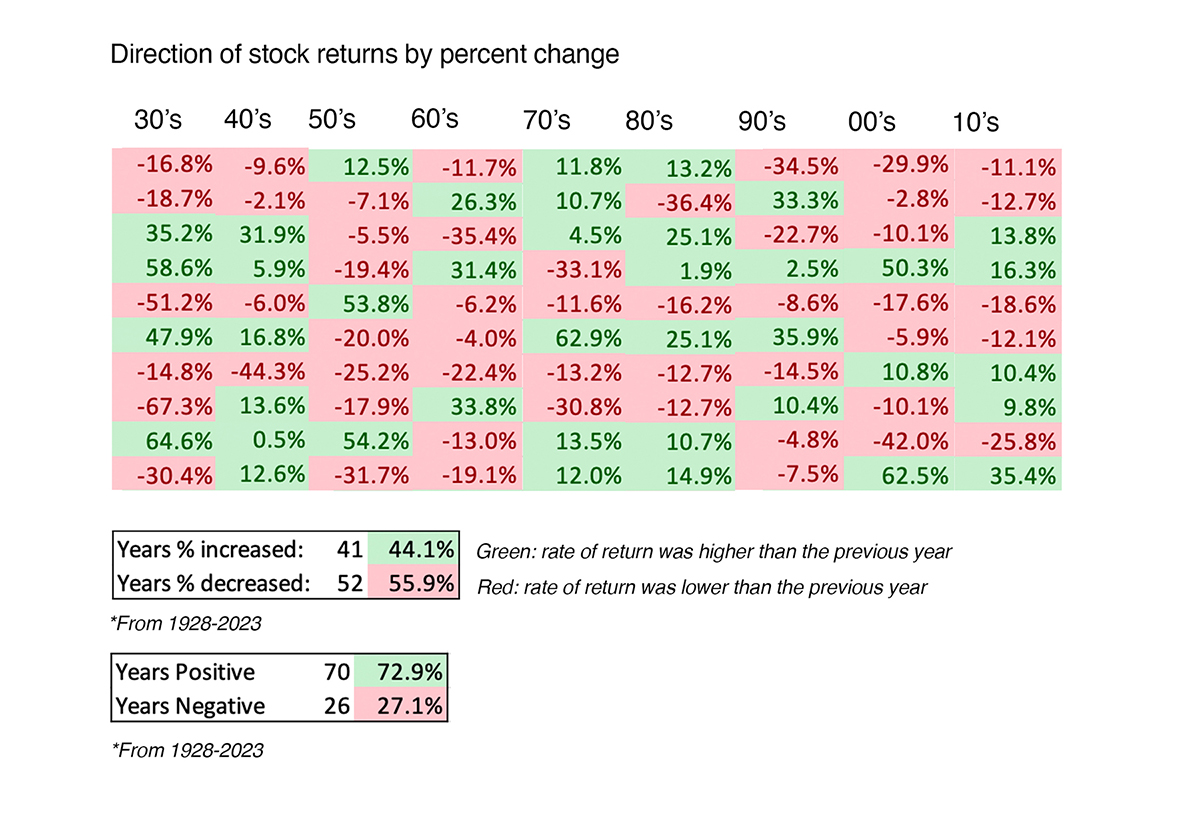 Direction of stock returns by percent change
30’s 40’s 50’s 60’s 70’s 80’s 90’s 00’s 10’s
-16.8% -9.6% 12.5% -11.7% 11.8% 13.2% -34.5% -29.9% -11.1%
-18.7% -2.1% -7.1% 26.3% 10.7% -36.4% 33.3% -2.8% -12.7%
35.2% 31.9% -5.5% -35.4% 4.5% 25.1% -22.7% -10.1% 13.8%
58.6% 5.9% -19.4% 31.4% -33.1% 1.9% 2.5% 50.3% 16.3%
-51.2% -6.0% 53.8% -6.2% -11.6% -16.2% -8.6% -17.6% -18.6%
47.9% 16.8% -20.0% -4.0% 62.9% 25.1% 35.9% -5.9% -12.1%
-14.8% -44.3% -25.2% -22.4% -13.2% -12.7% -14.5% 10.8% 10.4%
-67.3% 13.6% -17.9% 33.8% -30.8% -12.7% 10.4% -10.1% 9.8%
64.6% 0.5% 54.2% -13.0% 13.5% 10.7% -4.8% -42.0% -25.8%
-30.4% 12.6% -31.7% -19.1% 12.0% 14.9% -7.5% 62.5% 35.4%
Years % increased: 41 44.1% Green: rate of return was higher than the previous year
Years % decreased: 52 55.9% Red: rate of return was lower than the previous year
*From 1928-2023
Years Positive 70 72.9%
Years Negative 26 27.1%
*From 1928-2023